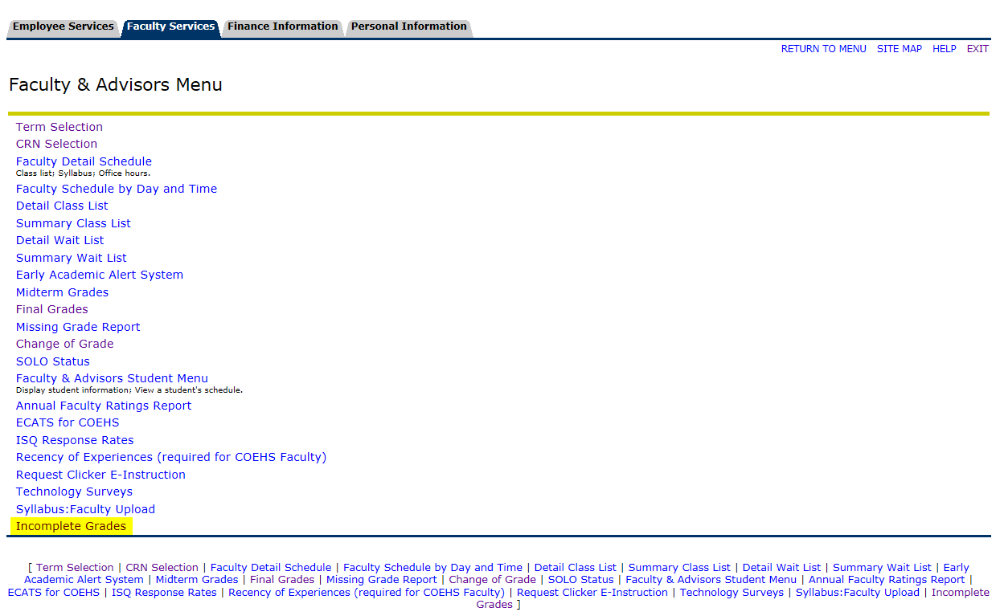 Employee Services Faculty Services Finance Information Personal Information
RETURN TO MENU SITE MAP HELP EXIT
Faculty & Advisors Menu
Term Selection
CRN Selection
Faculty Detail Schedule
Class list; Syllabus; Office hours.
Faculty Schedule by Day and Time
Detail Class List
Summary Class List
Detail Wait List
Summary Wait List
Early Academic Alert System
Midterm Grades
Final Grades
Missing Grade Report
Change of Grade
SOLO Status
Faculty & Advisors Student Menu
Display student information; View a student's schedule.
Annual Faculty Ratings Report
ECATS for COEHS
ISQ Response Rates
Recency of Experiences (required for COEHS Faculty)
Request Clicker E-Instruction
Technology Surveys
Syllabus:Faculty Upload
Incomplete Grades
[ Term Selection | CRN Selection | Faculty Detail Schedule | Faculty Schedule by Day and Time | Detail Class List | Summary Class List | Detail Wait List | Summary Wait List | Early
Academic Alert System | Midterm Grades | Final Grades | Missing Grade Report | Change of Grade | SOLO Status | Faculty & Advisors Student Menu | Annual Faculty Ratings Report |
ECATS for COEHS | ISQ Response Rates | Recency of Experiences (required for COEHS Faculty) | Request Clicker E-Instruction | Technology Surveys | Syllabus:Faculty Upload | Incomplete
Grades ]